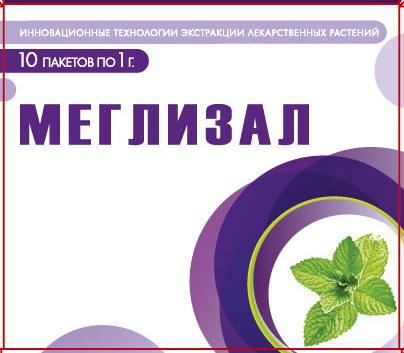 ИННОВАЦИОННЫЕ ТЕХНОЛОГИИ ЭКСТРАКЦИИ ЛЕКАРСТВЕННЫХ РАСТЕНИЙ
10 ПАКЕТОВ ПО 1 Г.
МЕГЛИЗАЛ